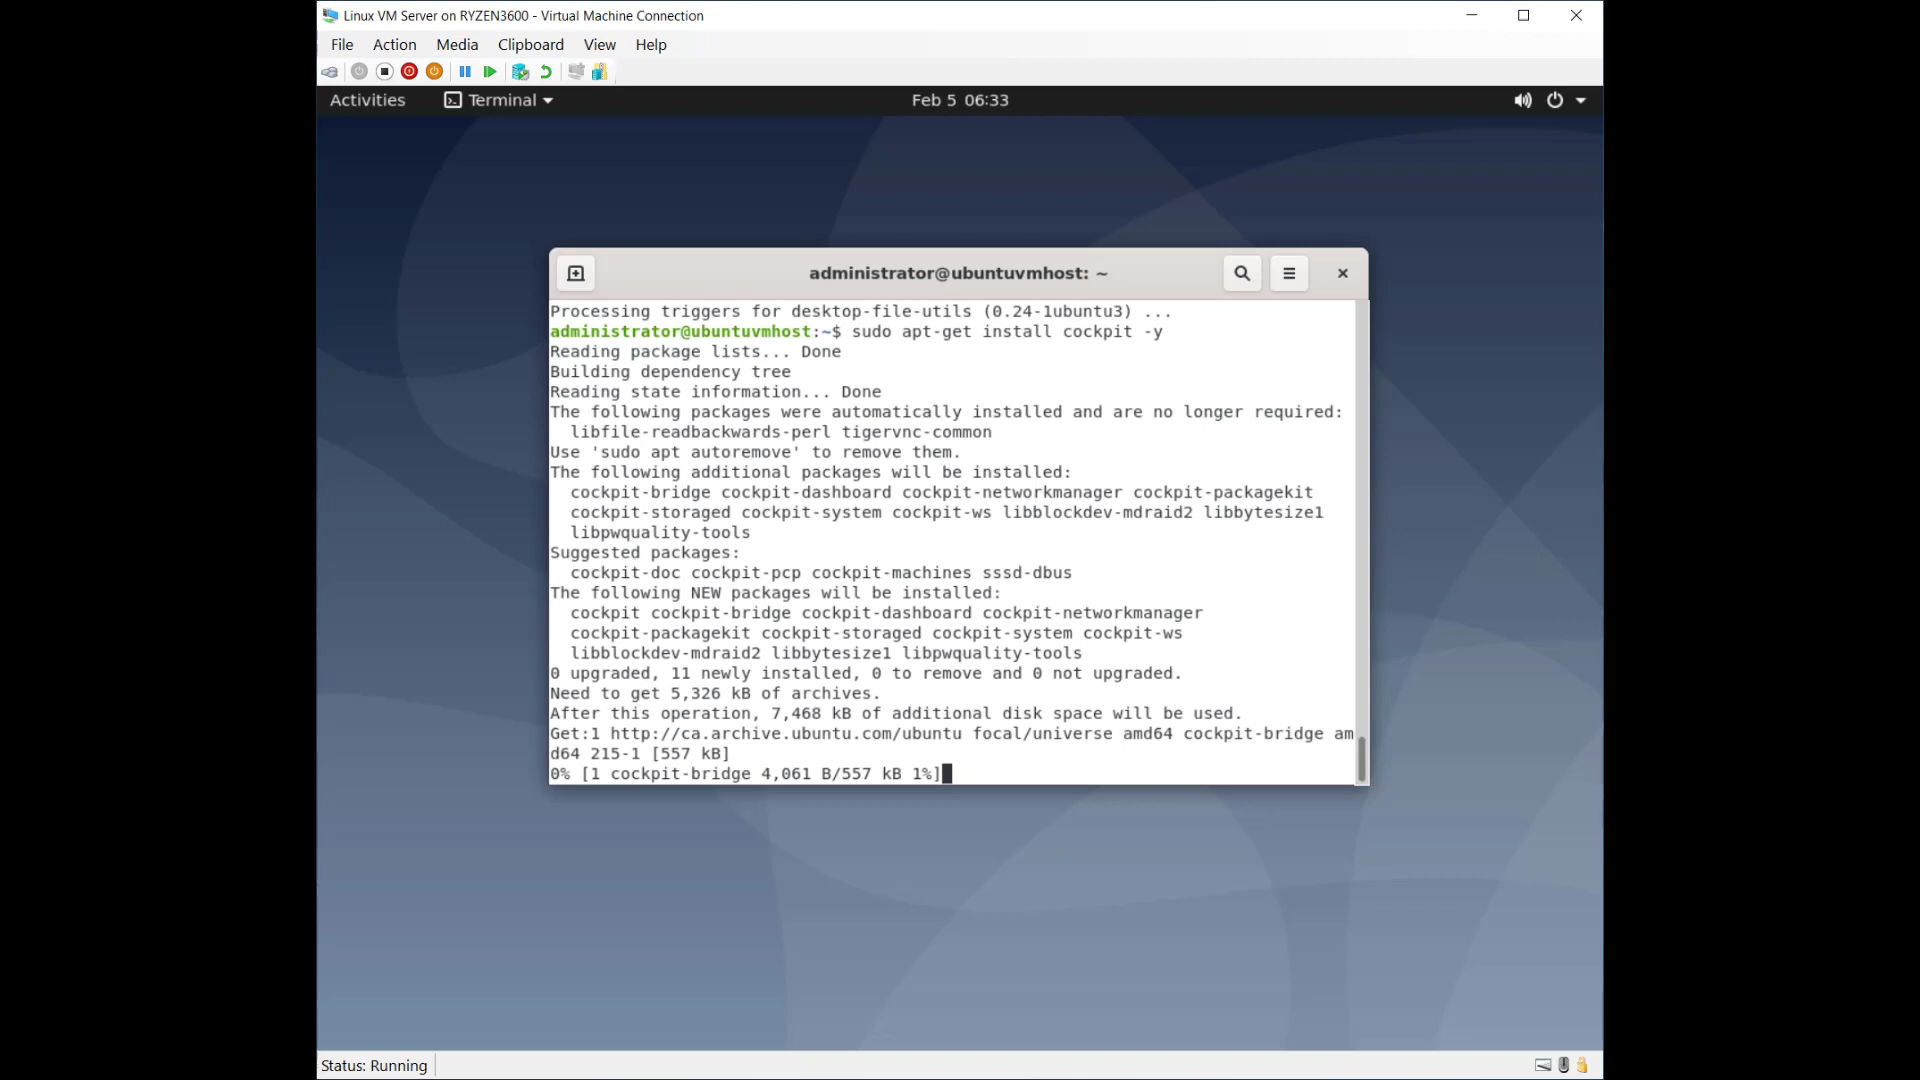 Linux VM Server on RYZEN3600 - Virtual Machine Connection
File Action Media Clipboard View Help
Activities Terminal Feb 5 06:33
administrator@ubuntuvmhost: ~
Processing triggers for desktop-file-utils (0.24-1ubuntu3) ...
administrator@ubuntuvmhost:~$ sudo apt-get install cockpit -y
Reading package lists... Done
Building dependency tree
Reading state information... Done
The following packages were automatically installed and are no longer required:
  libfile-readbackwards-perl tigervnc-common
Use 'sudo apt autoremove' to remove them.
The following additional packages will be installed:
  cockpit-bridge cockpit-dashboard cockpit-networkmanager cockpit-packagekit
  cockpit-storaged cockpit-system cockpit-ws libblockdev-mdraid2 libbytesize1
  libpwquality-tools
Suggested packages:
  cockpit-doc cockpit-pcp cockpit-machines sssd-dbus
The following NEW packages will be installed:
  cockpit cockpit-bridge cockpit-dashboard cockpit-networkmanager
  cockpit-packagekit cockpit-storaged cockpit-system cockpit-ws
  libblockdev-mdraid2 libbytesize1 libpwquality-tools
0 upgraded, 11 newly installed, 0 to remove and 0 not upgraded.
Need to get 5,326 kB of archives.
After this operation, 7,468 kB of additional disk space will be used.
Get:1 http://ca.archive.ubuntu.com/ubuntu focal/universe amd64 cockpit-bridge am
d64 215-1 [557 kB]
0% [1 cockpit-bridge 4,061 B/557 kB 1%]
Status: Running